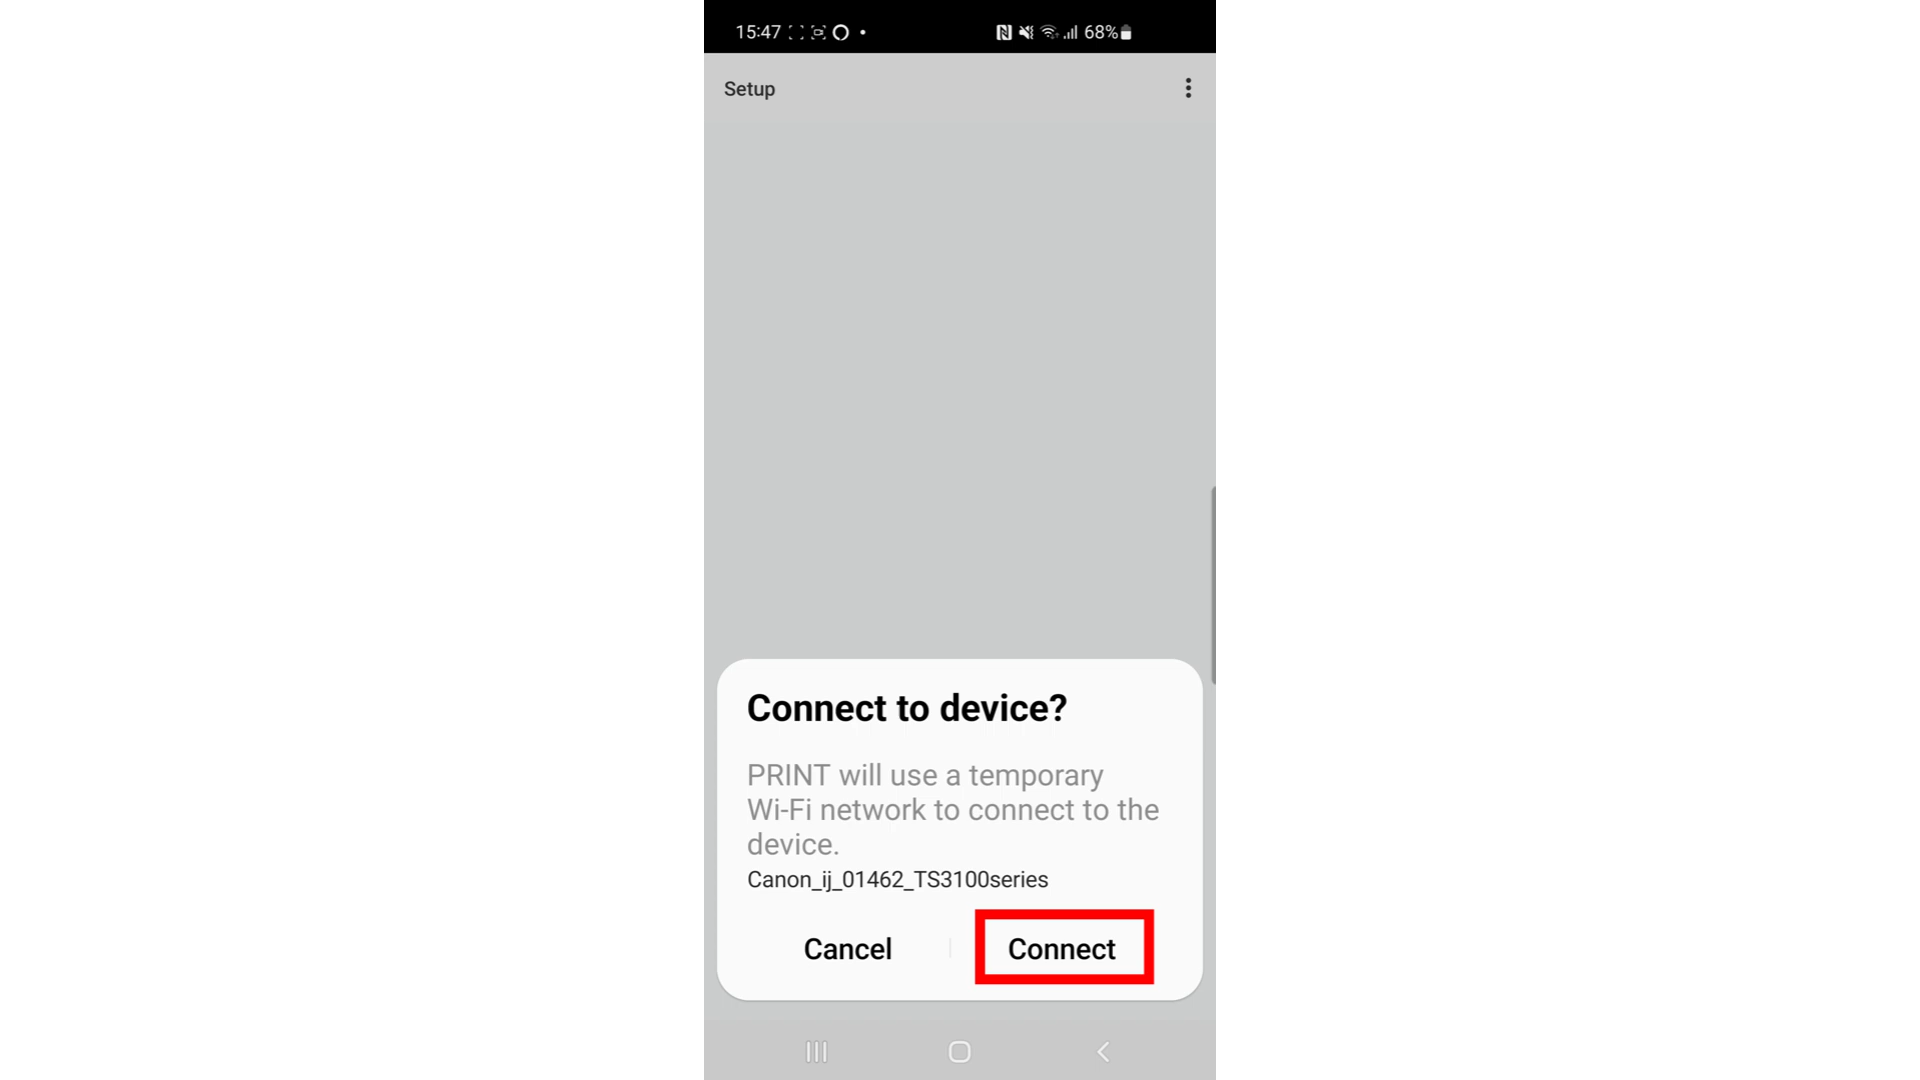 15:47 68%
Setup
Connect to device?
PRINT will use a temporary
Wi-Fi network to connect to the
device.
Canon_ij_01462_TS3100series
Cancel Connect